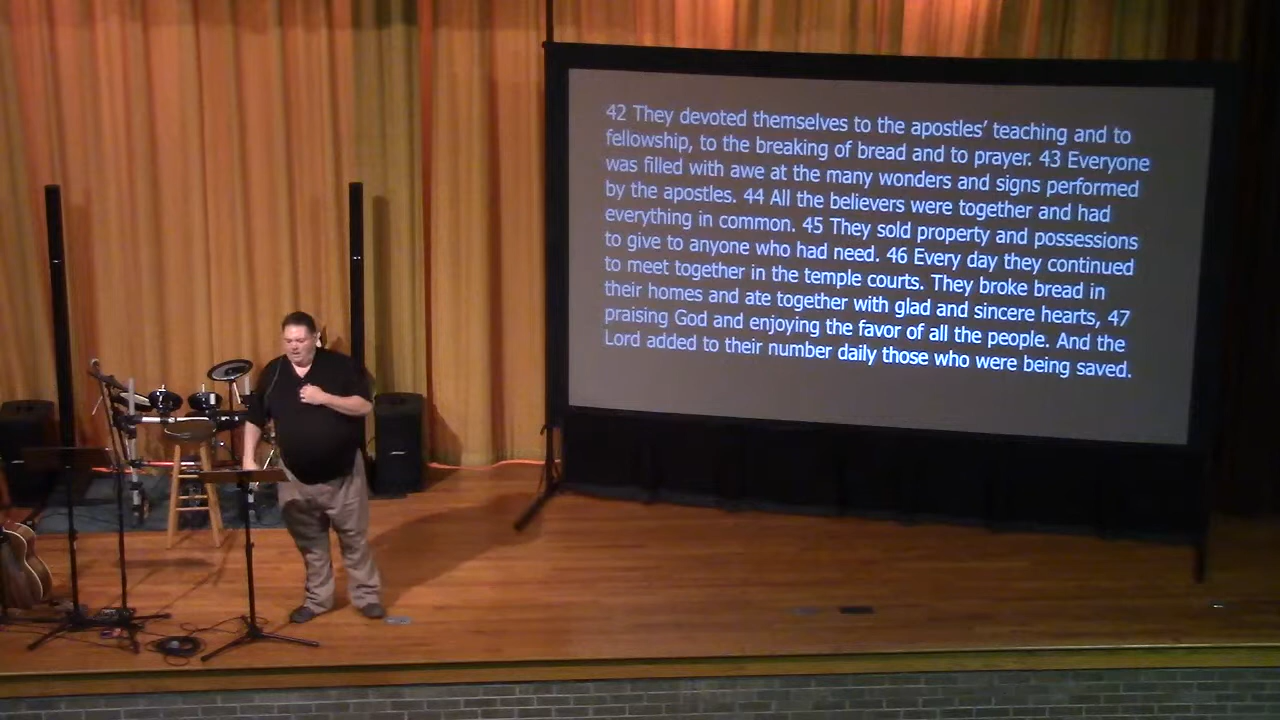 42 They devoted themselves to the apostles’ teaching and to
fellowship, to the breaking of bread and to prayer. 43 Everyone
was filled with awe at the many wonders and signs performed
by the apostles. 44 All the believers were together and had
everything in common. 45 They sold property and possessions
to give to anyone who had need. 46 Every day they continued
to meet together in the temple courts. They broke bread in
their homes and ate together with glad and sincere hearts, 47
praising God and enjoying the favor of all the people. And the
Lord added to their number daily those who were being saved.